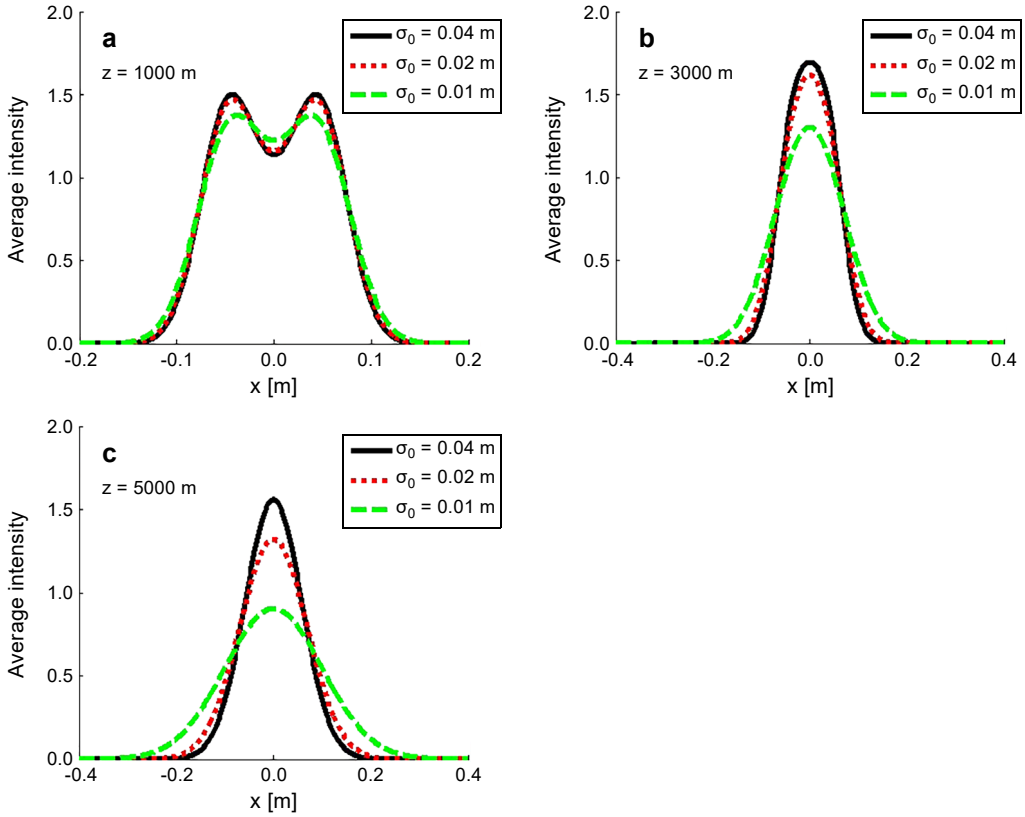 a
z = 1000 m
σ0 = 0.04 m
σ0 = 0.02 m
σ0 = 0.01 m
2.0
1.5
1.0
0.5
0.0
Average intensity
-0.2 -0.1 0.0 0.1 0.2
x [m]
b
z = 3000 m
σ0 = 0.04 m
σ0 = 0.02 m
σ0 = 0.01 m
2.0
1.5
1.0
0.5
0.0
Average intensity
-0.4 -0.2 0.0 0.2 0.4
x [m]
c
z = 5000 m
σ0 = 0.04 m
σ0 = 0.02 m
σ0 = 0.01 m
2.0
1.5
1.0
0.5
0.0
Average intensity
-0.4 -0.2 0.0 0.2 0.4
x [m]